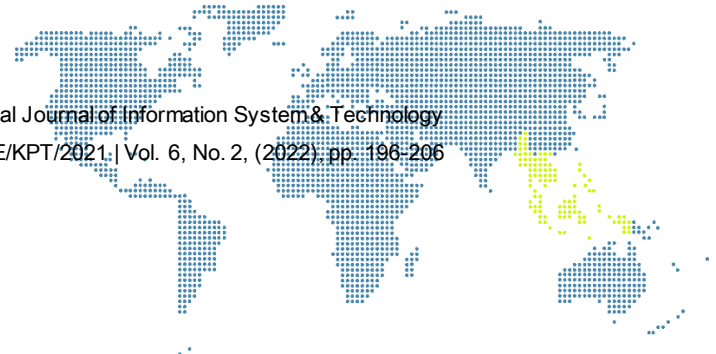 al Journal of Information System & Technology
E/KPT/2021 | Vol. 6, No. 2, (2022), pp. 196-206